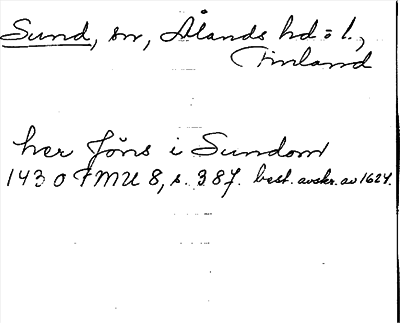 Sund, sn, Ålands hd o l.,
Finland
her Jöns i Sundom
1430 FMU 8, s. 387. best. avskr. av 1624.